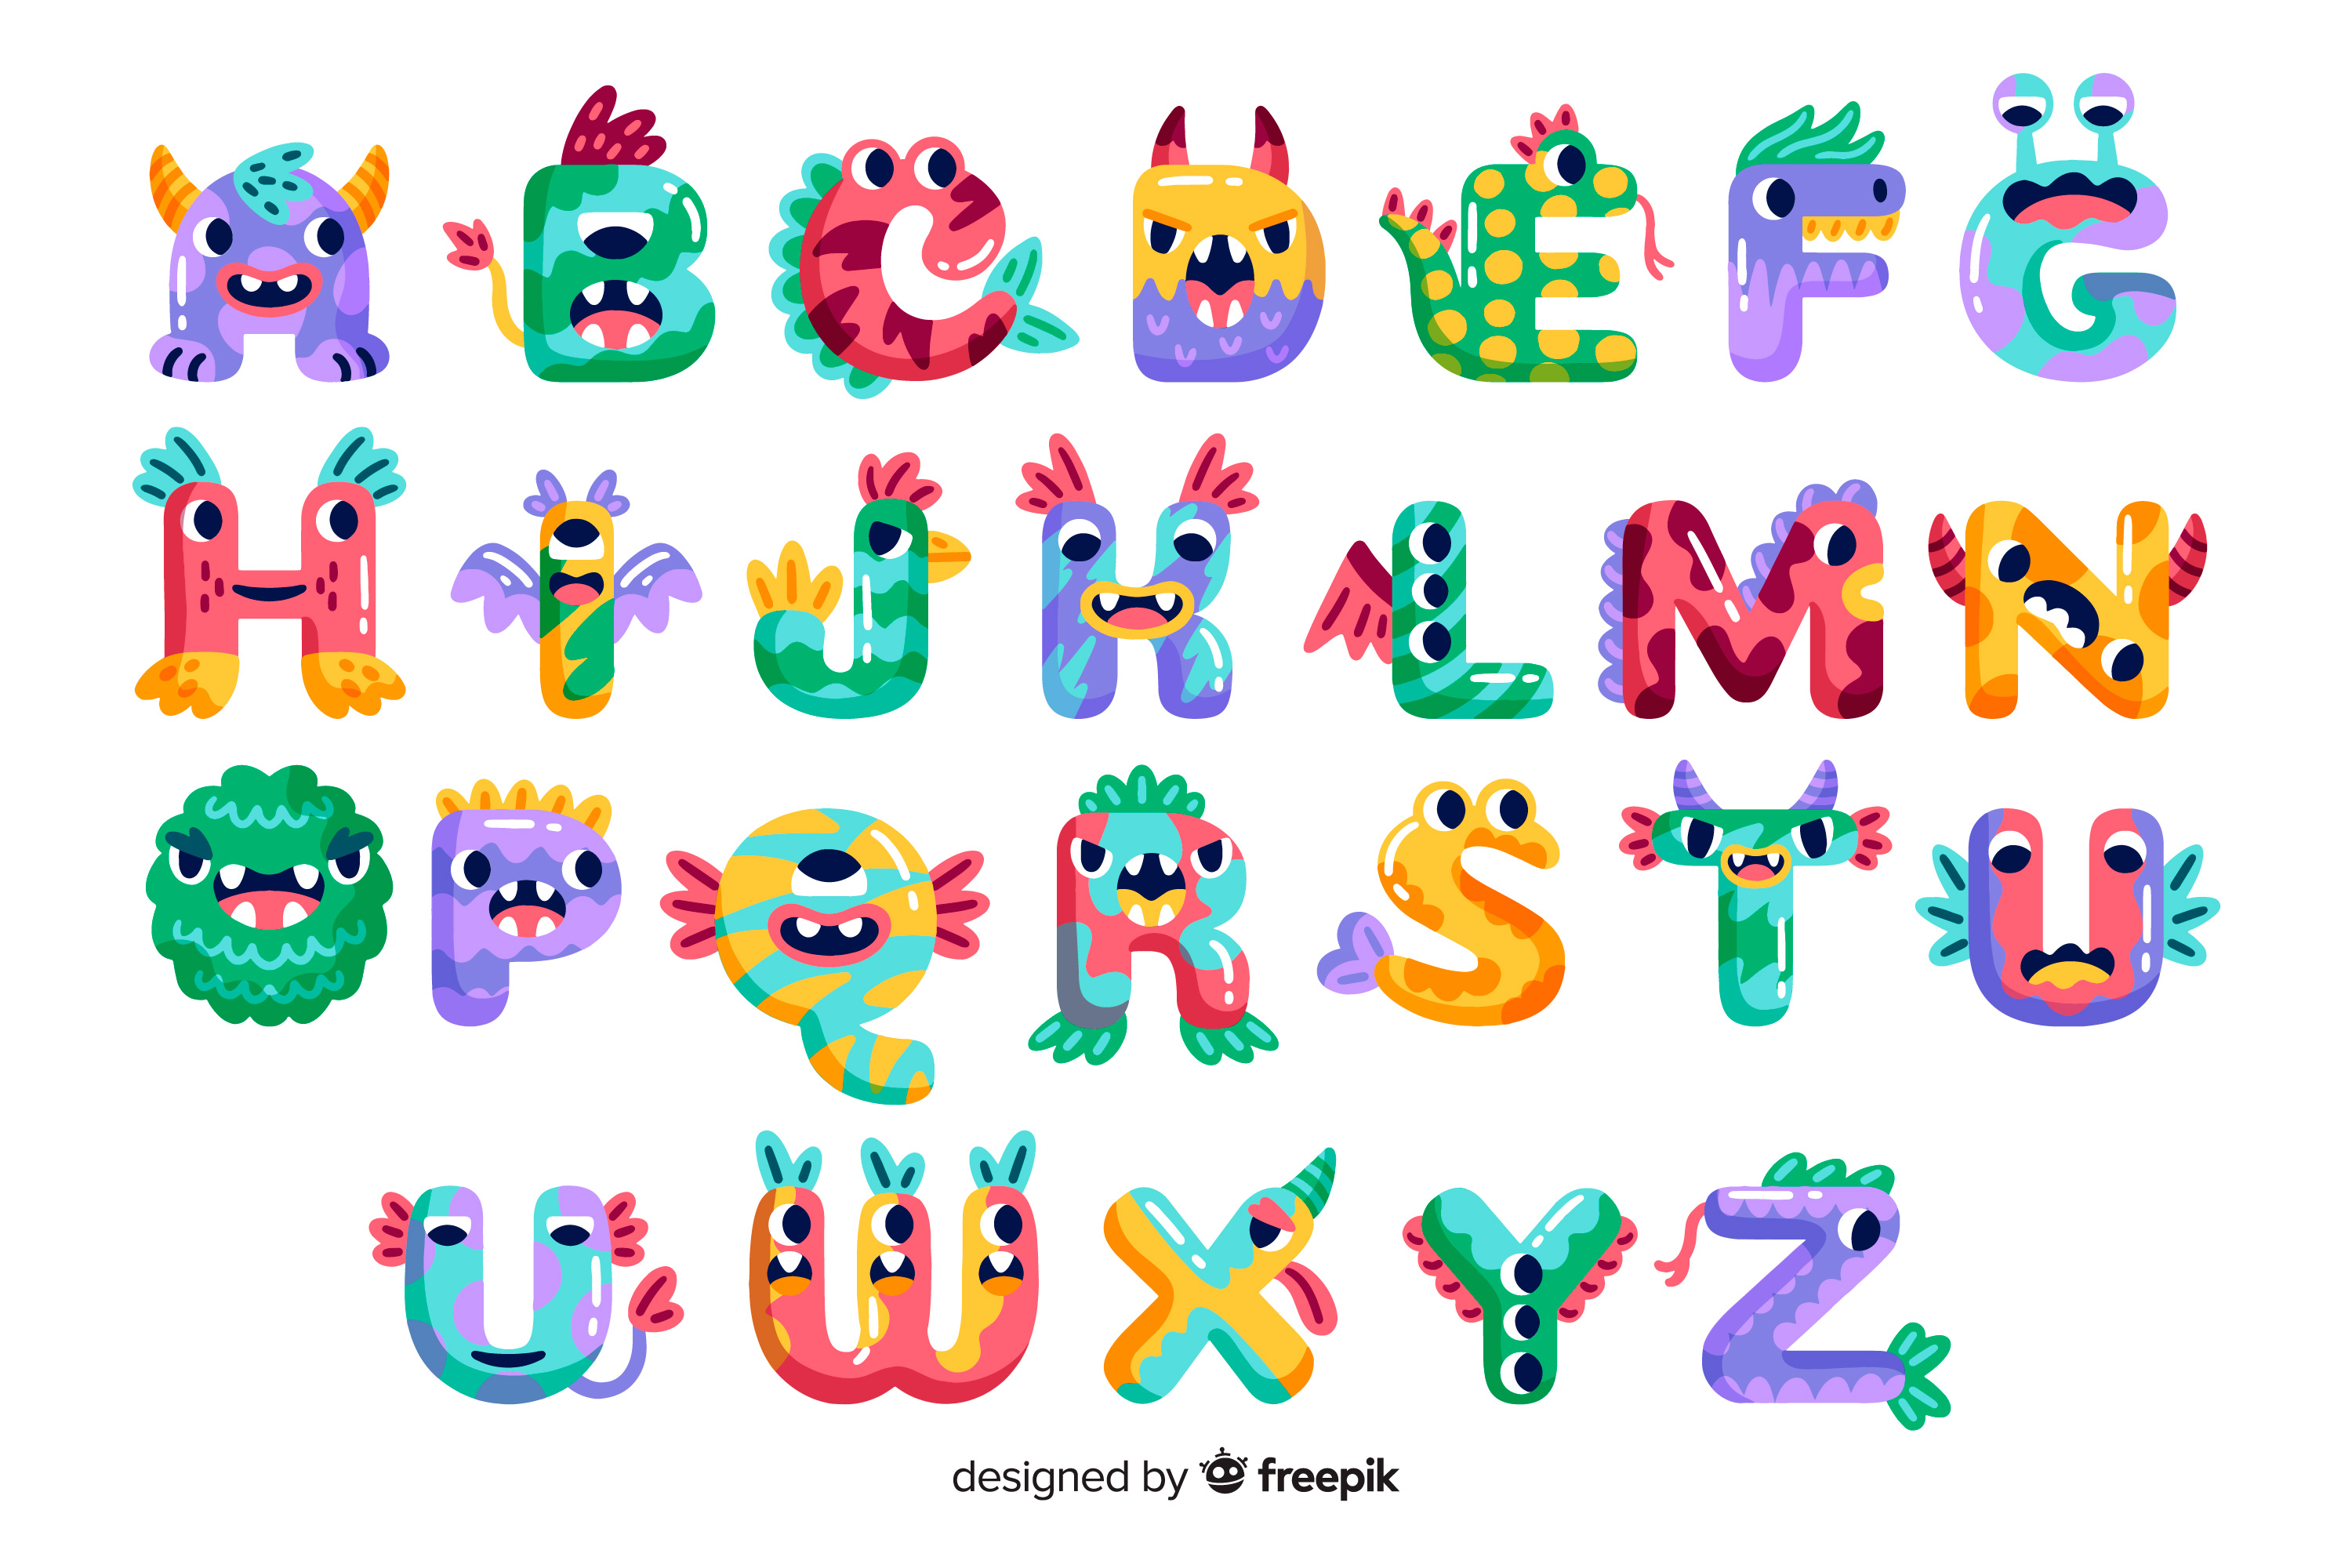 A B C D E F G
H I J K L M N
O P Q R S T U
U W X Y Z
designed by freepik